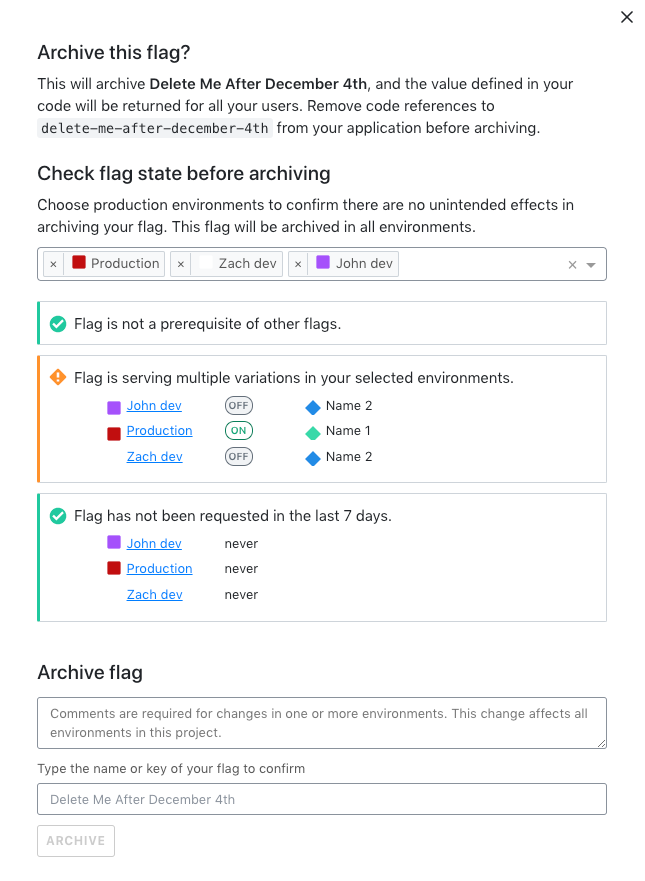 Archive this flag?
This will archive Delete Me After December 4th, and the value defined in your
code will be returned for all your users. Remove code references to
delete-me-after-december-4th from your application before archiving.
Check flag state before archiving
Choose production environments to confirm there are no unintended effects in
archiving your flag. This flag will be archived in all environments.
× Production × Zach dev × John dev
Flag is not a prerequisite of other flags.
Flag is serving multiple variations in your selected environments.
John dev OFF Name 2
Production ON Name 1
Zach dev OFF Name 2
Flag has not been requested in the last 7 days.
John dev never
Production never
Zach dev never
Archive flag
Comments are required for changes in one or more environments. This change affects all
environments in this project.
Type the name or key of your flag to confirm
Delete Me After December 4th
ARCHIVE